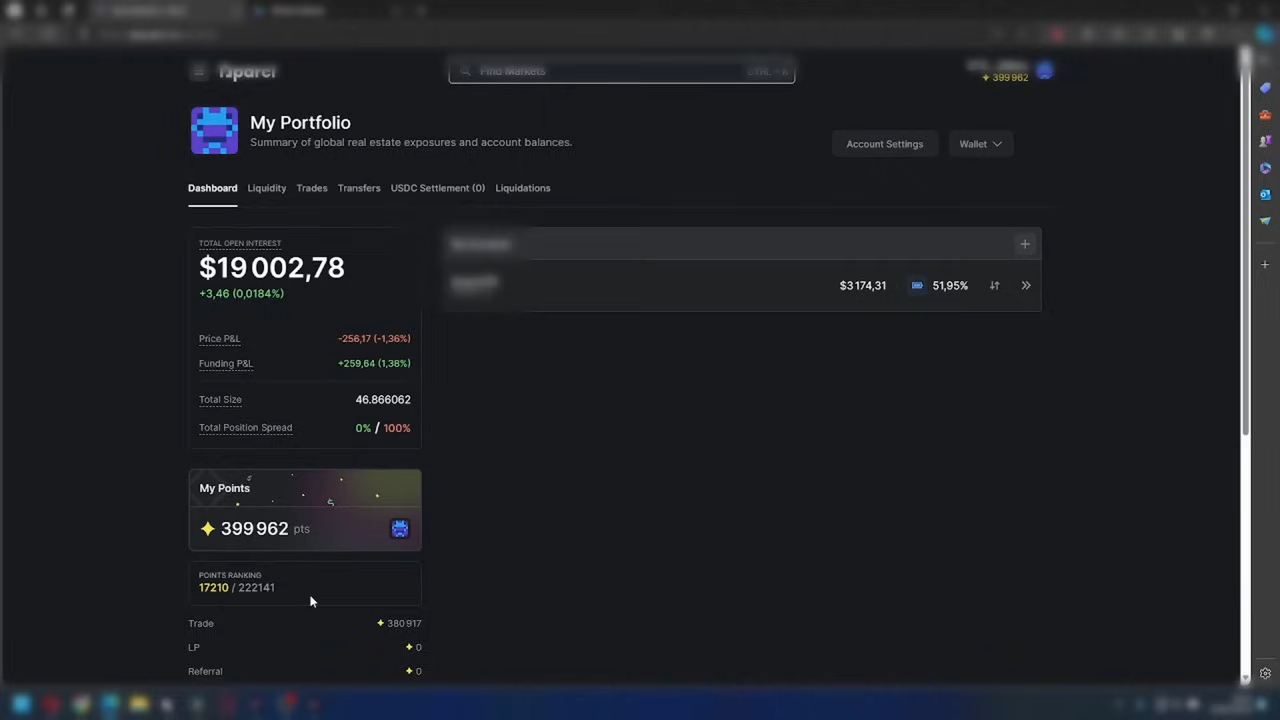 parcl
Find Markets
CTRL + K
399 962
My Portfolio
Summary of global real estate exposures and account balances.
Account Settings
Wallet
Dashboard Liquidity Trades Transfers USDC Settlement (0) Liquidations
TOTAL OPEN INTEREST
$19 002,78
+3,46 (0,0184%)
Price P&L -256,17 (-1,36%)
Funding P&L +259,64 (1,38%)
Total Size 46.866062
Total Position Spread 0% / 100%
$3 174,31 51,95%
My Points
399 962 pts
POINTS RANKING
17210 / 222141
Trade 380 917
LP 0
Referral 0